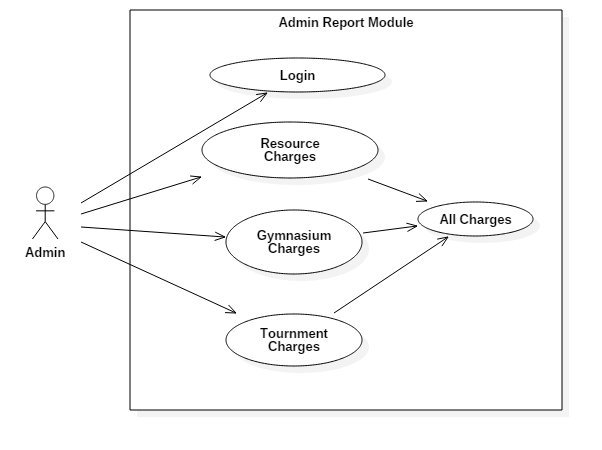 Admin Report Module
Login
Resource
Charges
All Charges
Gymnasium
Charges
Admin
Tournment
Charges